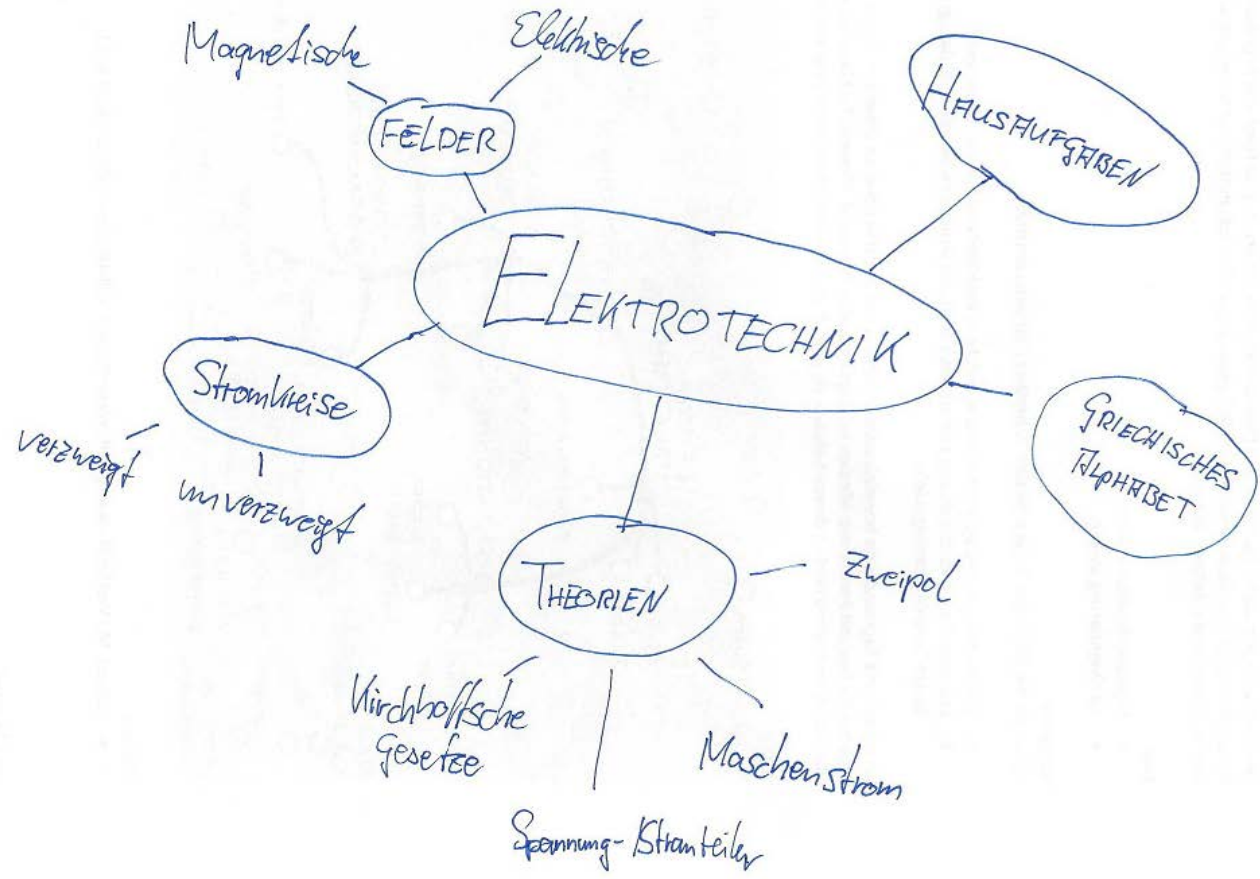 Magnetische
Elektrische
FELDER
HAUSAUFGABEN
ELEKTROTECHNIK
Stromkreise
verzweigt
unverzweigt
GRIECHISCHES
ALPHABET
THEORIEN
Zweipol
Kirchhoffsche
Gesetze
Maschenstrom
Spannung-/Stromteiler